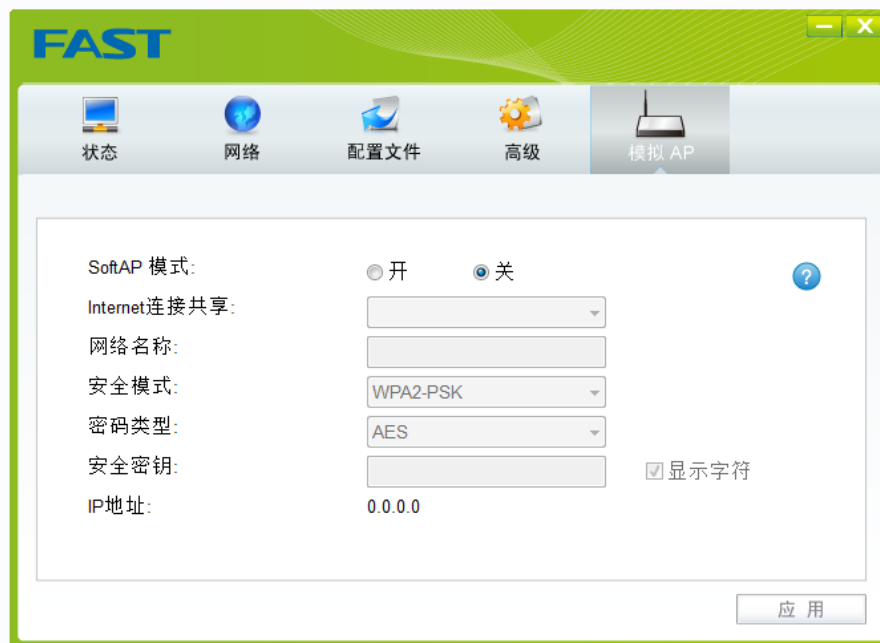 FAST
状态 网络 配置文件 高级 模拟 AP
SoftAP 模式: 开 关
?
Internet连接共享:
网络名称:
安全模式: WPA2-PSK
密码类型: AES
安全密钥: 显示字符
IP地址: 0.0.0.0
应 用